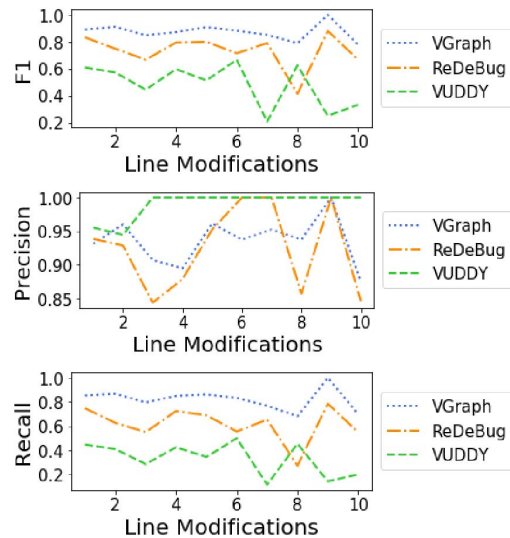 F1
1.0
0.8
0.6
0.4
0.2
2 4 6 8 10
Line Modifications
VGraph
ReDeBug
VUDDY
Precision
1.00
0.95
0.90
0.85
2 4 6 8 10
Line Modifications
VGraph
ReDeBug
VUDDY
Recall
1.0
0.8
0.6
0.4
0.2
2 4 6 8 10
Line Modifications
VGraph
ReDeBug
VUDDY